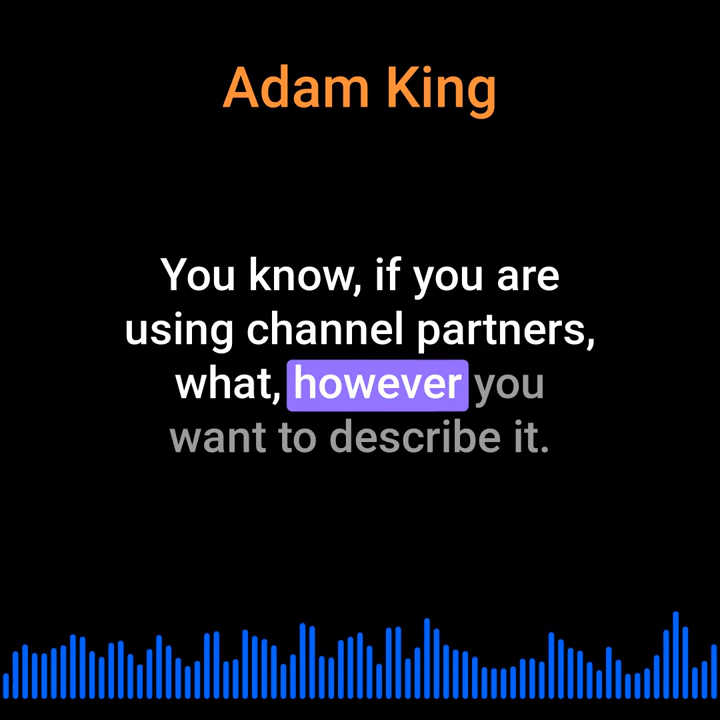 Adam King
You know, if you are
using channel partners,
what, however you
want to describe it.